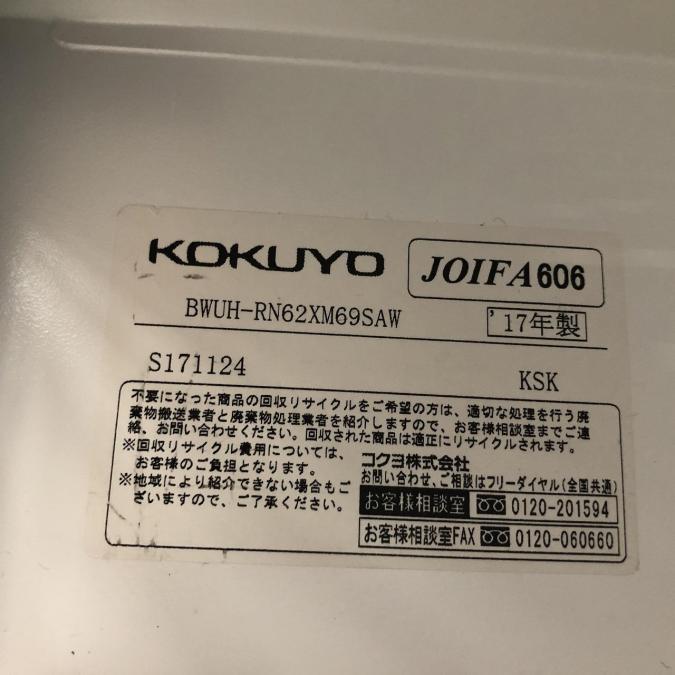 KOKUYO
JOIFA606
BWUH-RN62XM69SAW
'17年製
S171124
KSK
不要になった商品の回収リサイクルをご希望の方は、適切な処理を行う廃
棄物搬送業者と廃棄物処理業者を紹介しますので、お客様相談室までご連
絡、お問い合わせください。回収された商品は適正にリサイクルされます。
※回収リサイクル費用については、
お客様のご負担となります。
※地域により紹介できない場合もご
ざいますので、ご了承ください。
コクヨ株式会社
お問い合わせ、ご相談はフリーダイヤル(全国共通)
お客様相談室 0120-201594
お客様相談室FAX 0120-060660